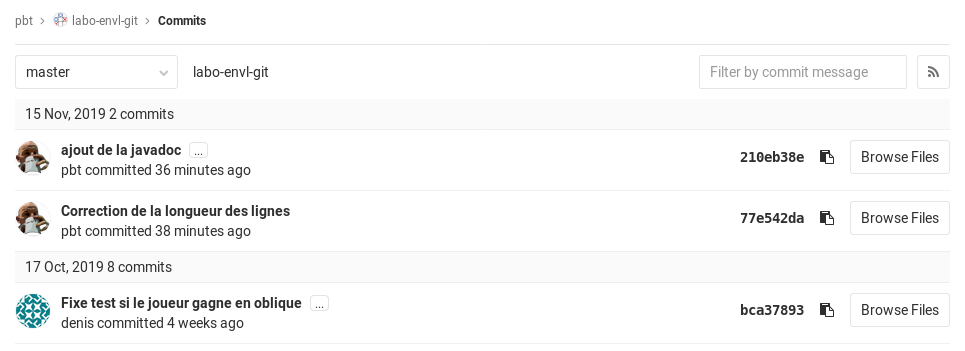 pbt > labo-envl-git > Commits
master labo-envl-git Filter by commit message
15 Nov, 2019 2 commits
ajout de la javadoc ...
210eb38e Browse Files
pbt committed 36 minutes ago
Correction de la longueur des lignes
77e542da Browse Files
pbt committed 38 minutes ago
17 Oct, 2019 8 commits
Fixe test si le joueur gagne en oblique ...
bca37893 Browse Files
denis committed 4 weeks ago